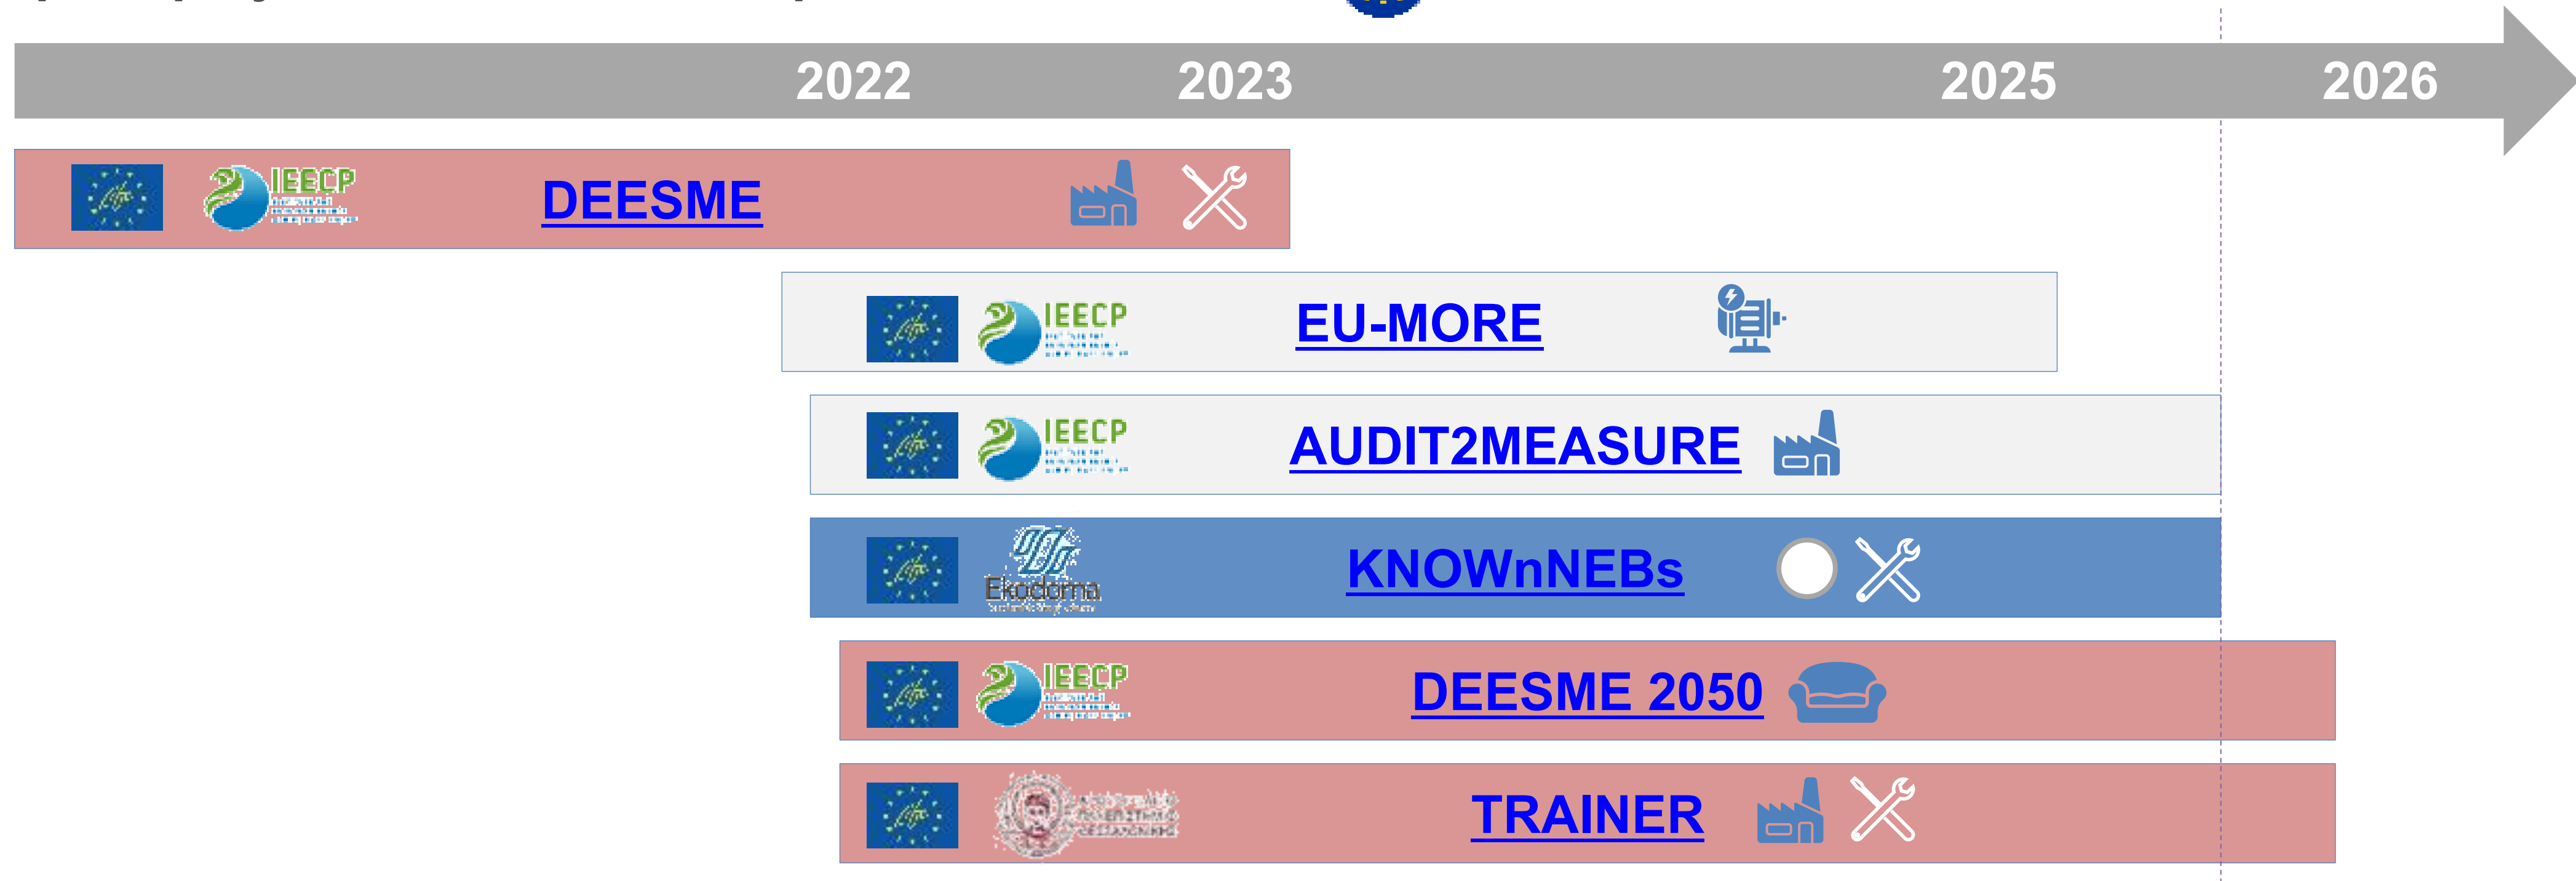 2022 2023 2025 2026
IEECP
DEESME
IEECP
EU-MORE
IEECP
AUDIT2MEASURE
Ekodoma
KNOWnNEBs
IEECP
DEESME 2050
TRAINER